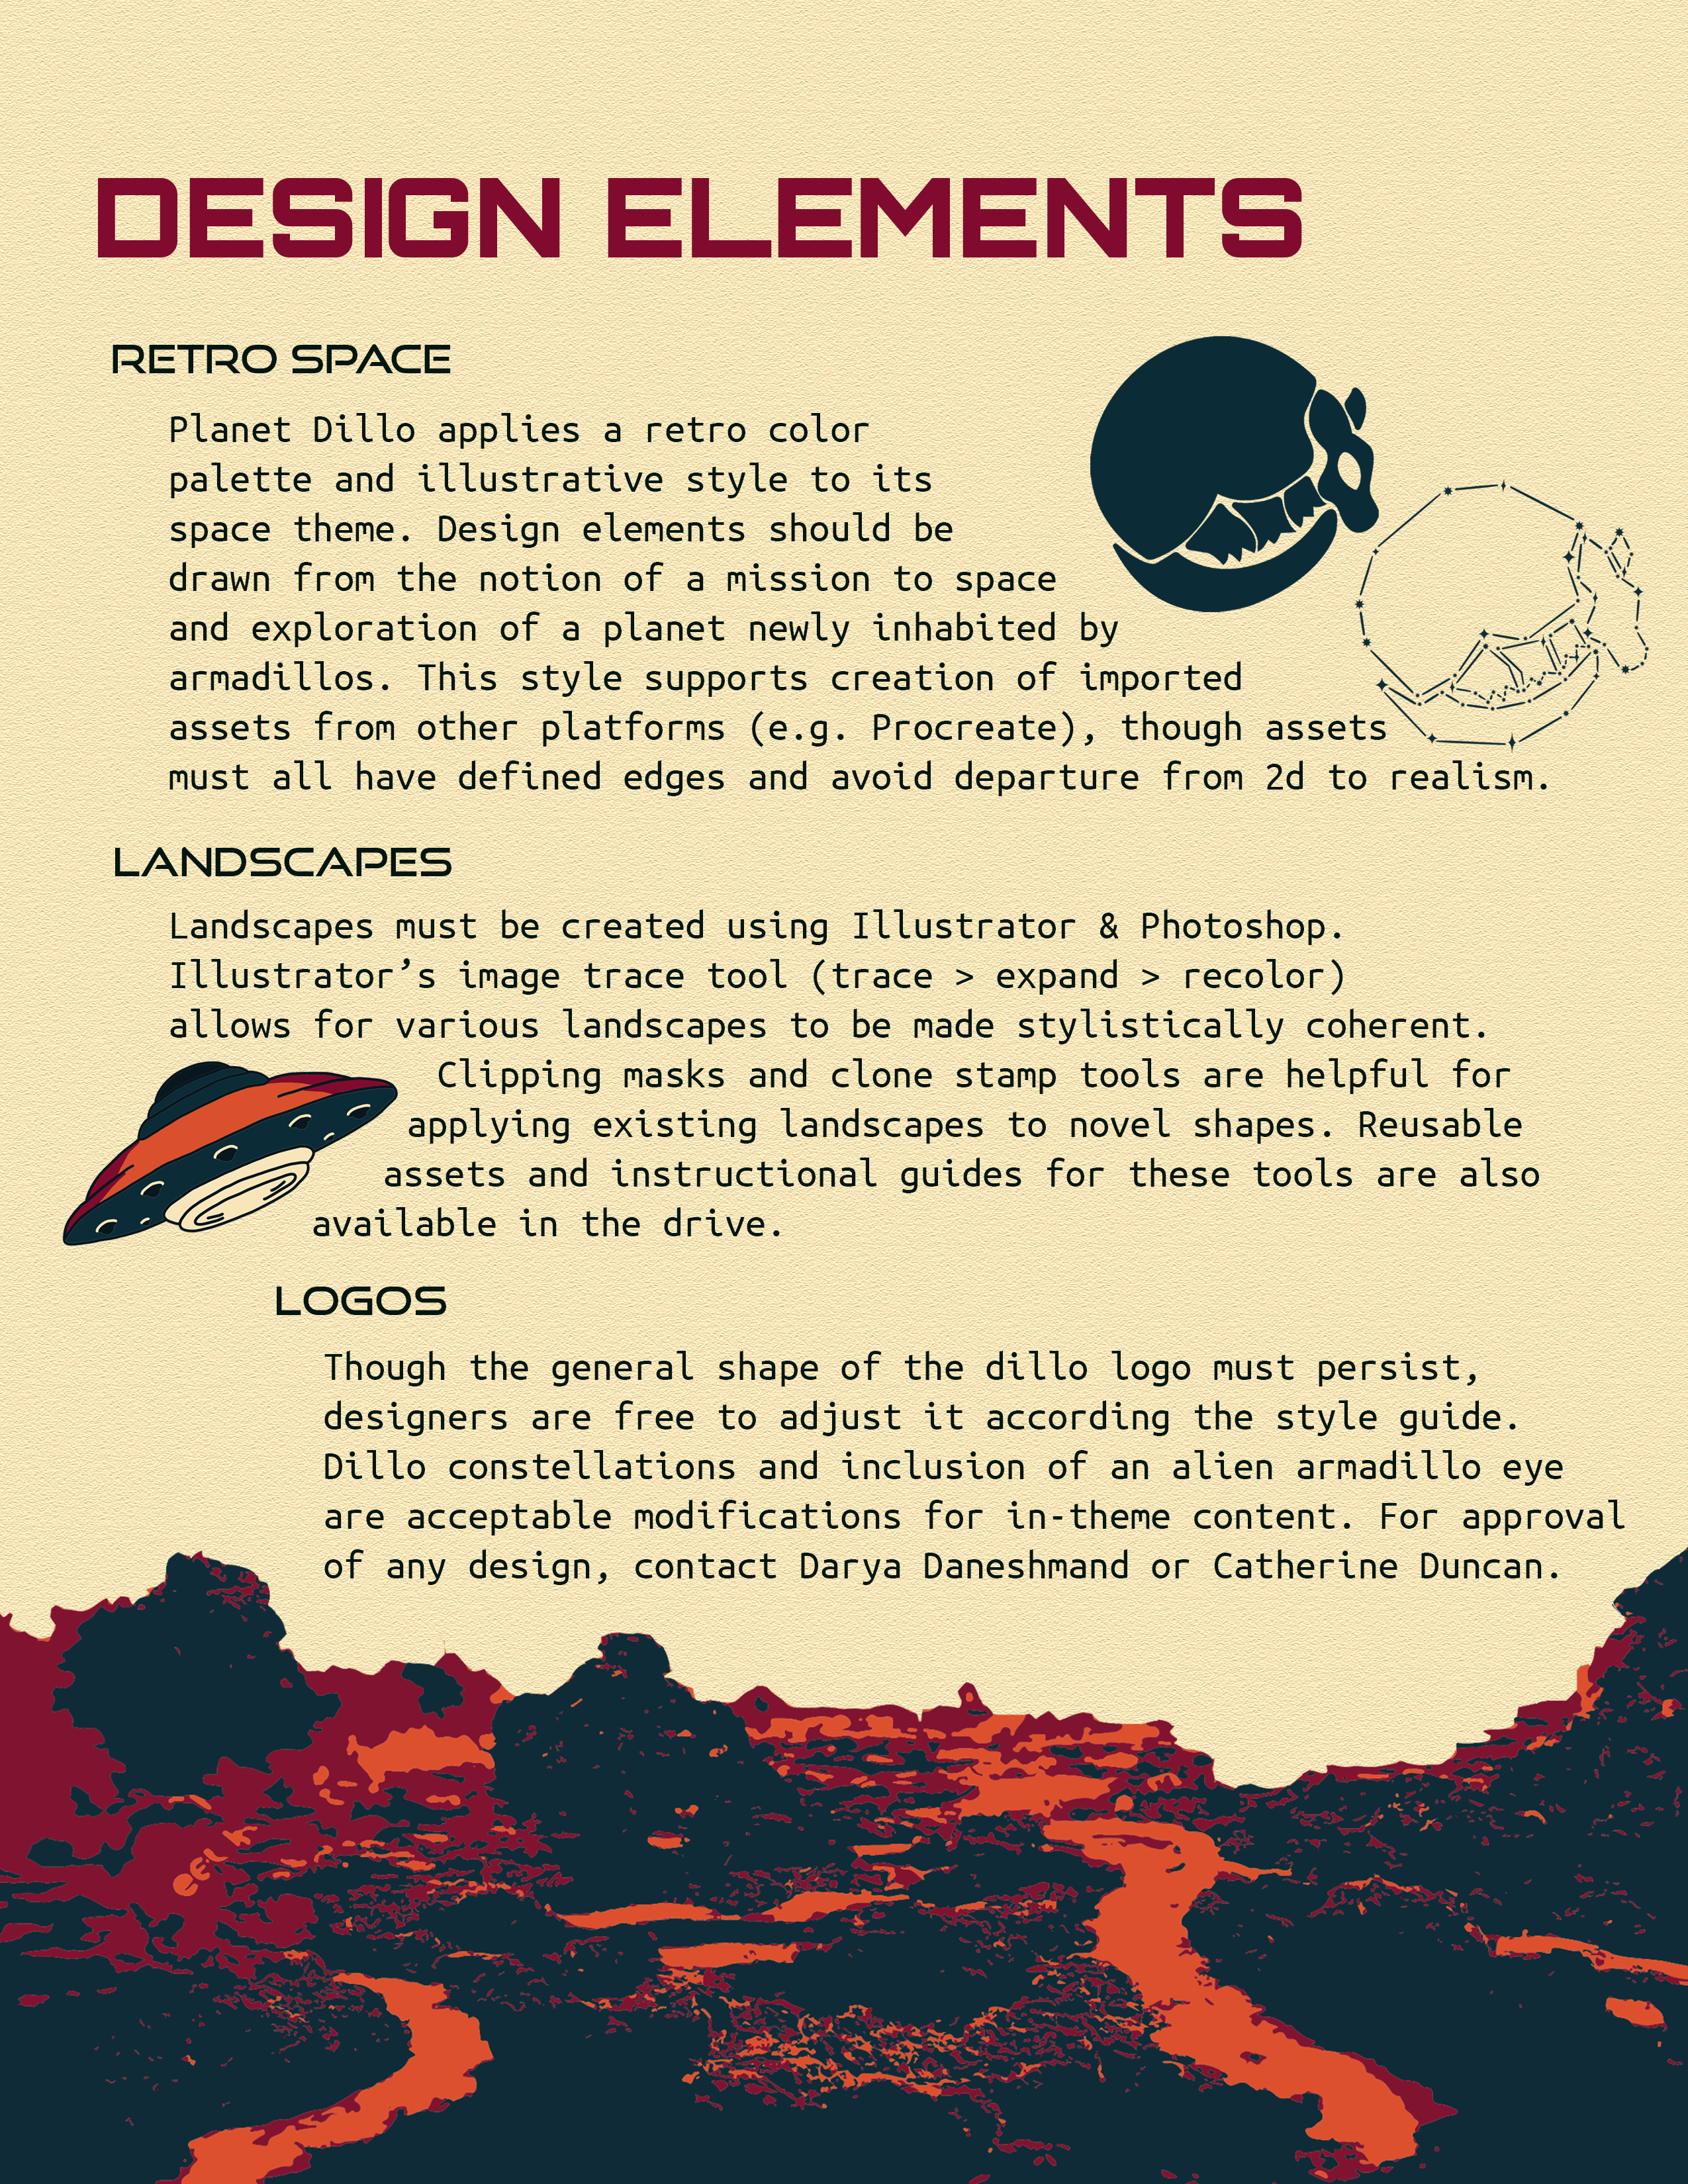 DESIGN ELEMENTS
RETRO SPACE
Planet Dillo applies a retro color
palette and illustrative style to its
space theme. Design elements should be
drawn from the notion of a mission to space
and exploration of a planet newly inhabited by
armadillos. This style supports creation of imported
assets from other platforms (e.g. Procreate), though assets
must all have defined edges and avoid departure from 2d to realism.
LANDSCAPES
Landscapes must be created using Illustrator & Photoshop.
Illustrator’s image trace tool (trace > expand > recolor)
allows for various landscapes to be made stylistically coherent.
Clipping masks and clone stamp tools are helpful for
applying existing landscapes to novel shapes. Reusable
assets and instructional guides for these tools are also
available in the drive.
LOGOS
Though the general shape of the dillo logo must persist,
designers are free to adjust it according the style guide.
Dillo constellations and inclusion of an alien armadillo eye
are acceptable modifications for in-theme content. For approval
of any design, contact Darya Daneshmand or Catherine Duncan.